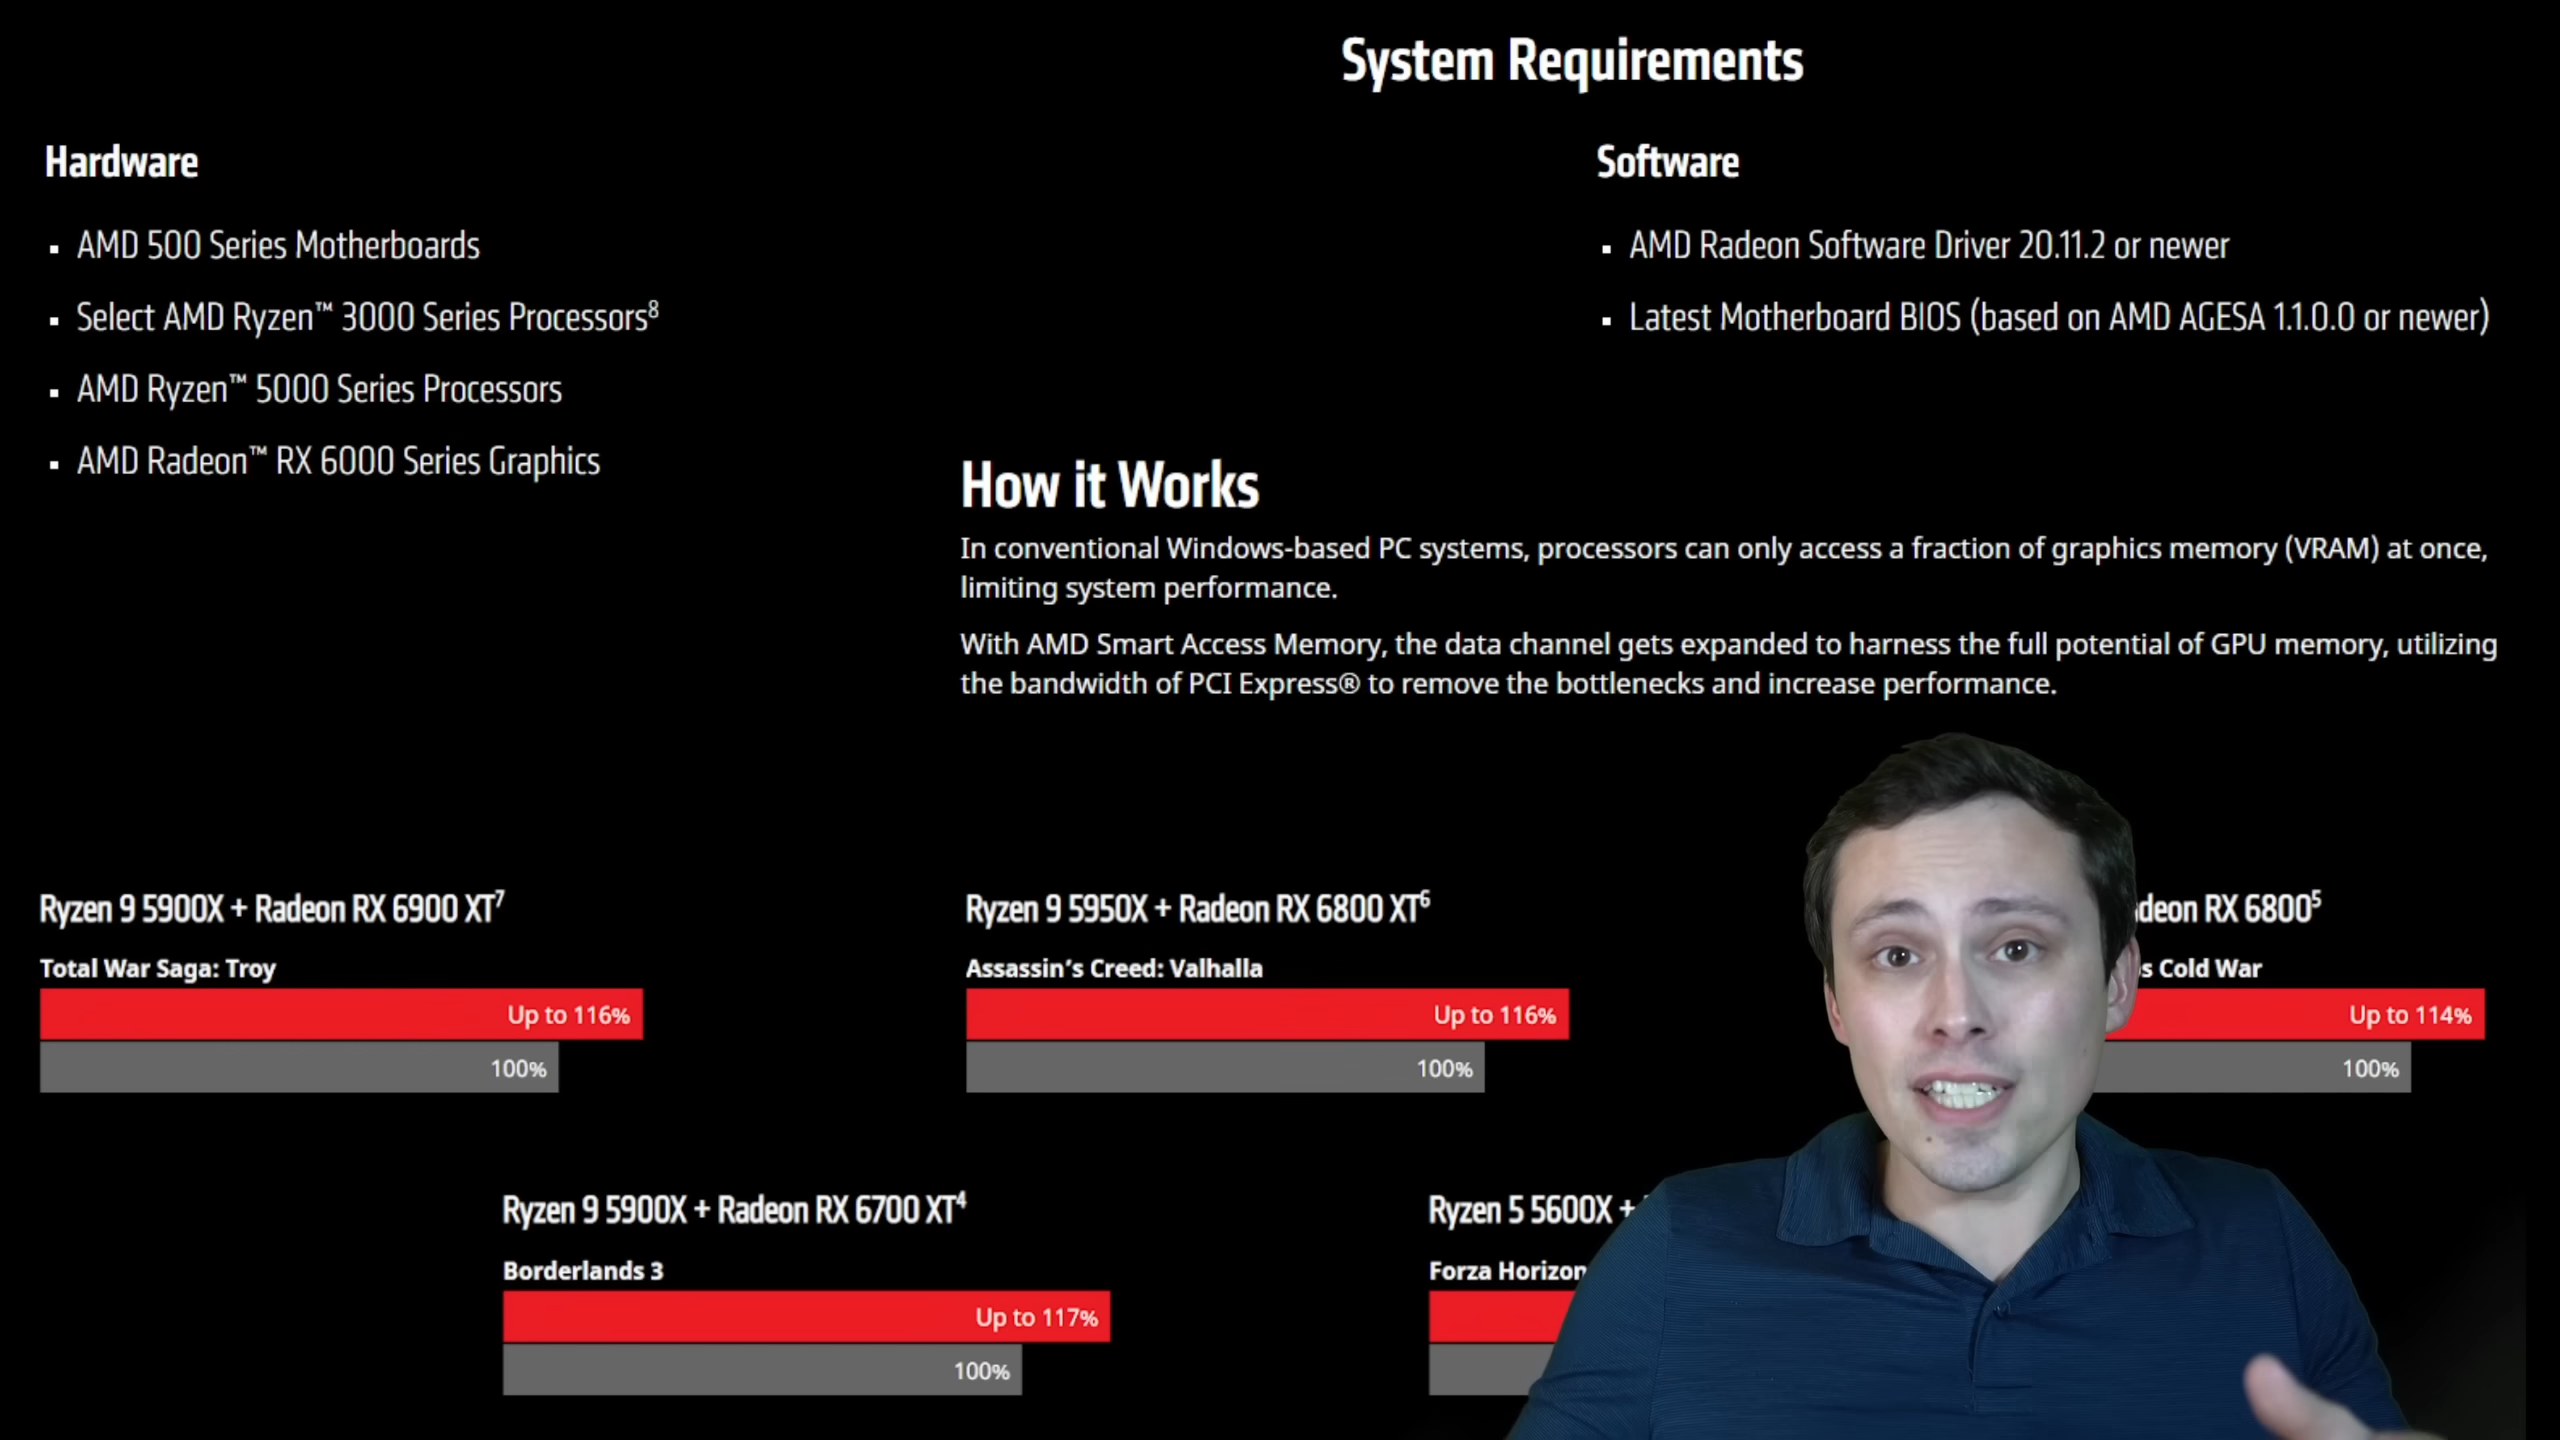 System Requirements
Hardware
AMD 500 Series Motherboards
Select AMD Ryzen™ 3000 Series Processors⁸
AMD Ryzen™ 5000 Series Processors
AMD Radeon™ RX 6000 Series Graphics
Software
AMD Radeon Software Driver 20.11.2 or newer
Latest Motherboard BIOS (based on AMD AGESA 1.1.0.0 or newer)
How it Works
In conventional Windows-based PC systems, processors can only access a fraction of graphics memory (VRAM) at once,
limiting system performance.
With AMD Smart Access Memory, the data channel gets expanded to harness the full potential of GPU memory, utilizing
the bandwidth of PCI Express® to remove the bottlenecks and increase performance.
Ryzen 9 5900X + Radeon RX 6900 XT⁷
Total War Saga: Troy
Up to 116%
100%
Ryzen 9 5950X + Radeon RX 6800 XT⁶
Assassin's Creed: Valhalla
Up to 116%
100%
RX 6800⁵
Cold War
Up to 114%
100%
Ryzen 9 5900X + Radeon RX 6700 XT⁴
Borderlands 3
Up to 117%
100%
Ryzen 5 5600X +
Forza Horizon